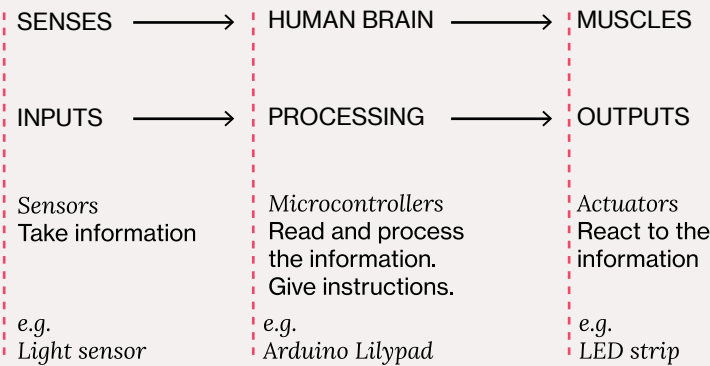 SENSES
HUMAN BRAIN
MUSCLES
INPUTS
PROCESSING
OUTPUTS
Sensors
Take information
Microcontrollers
Read and process
the information.
Give instructions.
Actuators
React to the
information
e.g.
Light sensor
e.g.
Arduino Lilypad
e.g.
LED strip